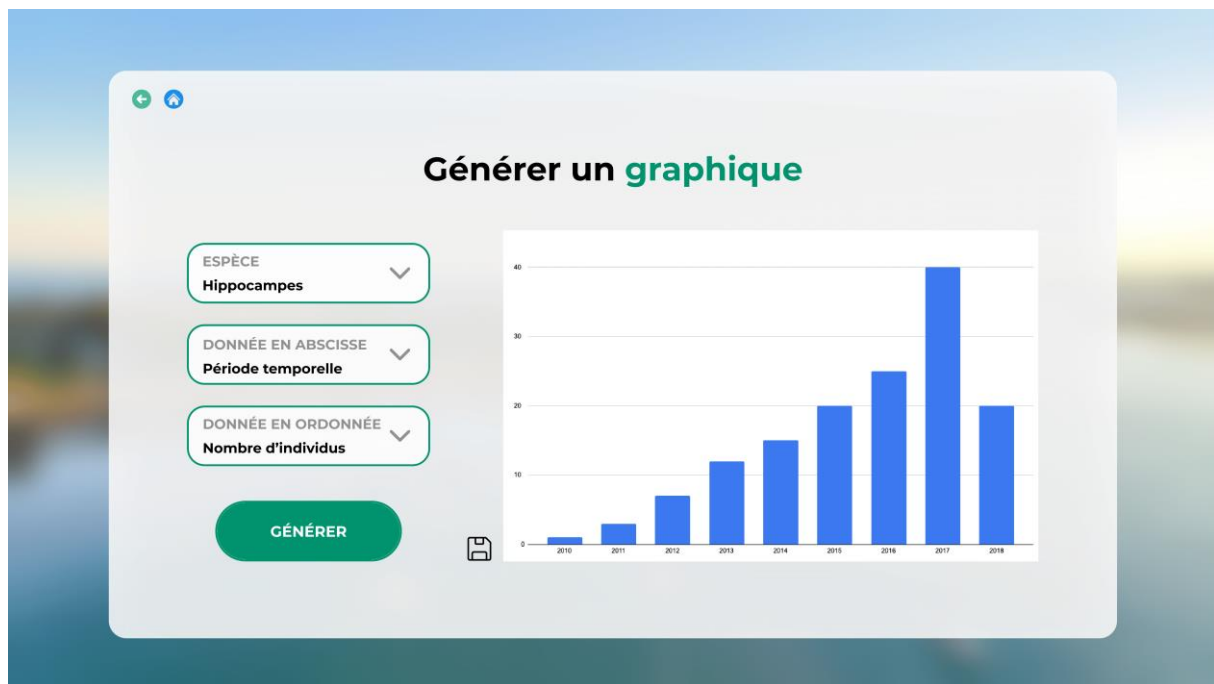 Générer un graphique
ESPÈCE
Hippocampes
DONNÉE EN ABSCISSE
Période temporelle
DONNÉE EN ORDONNÉE
Nombre d'individus
GÉNÉRER
40
30
20
10
0
2010 2011 2012 2013 2014 2015 2016 2017 2018